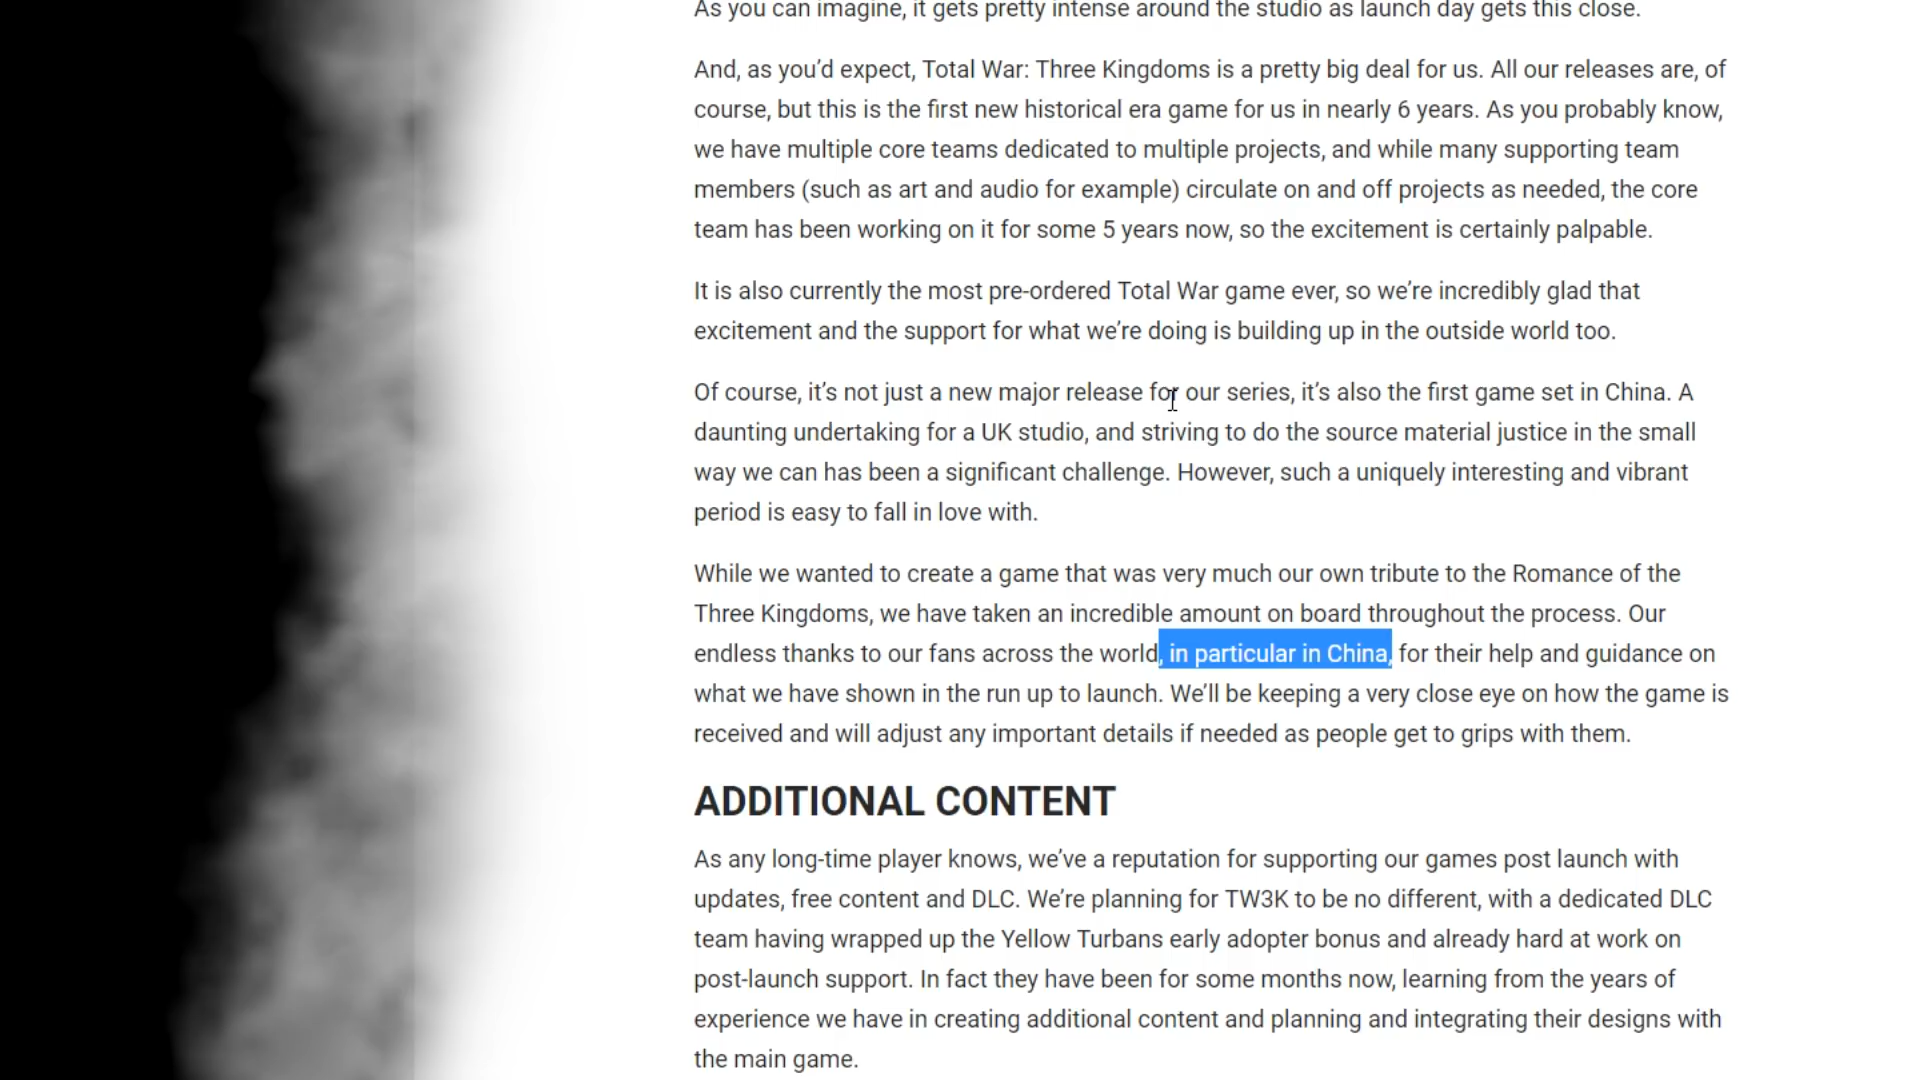 As you can imagine, it gets pretty intense around the studio as launch day gets this close.
And, as you’d expect, Total War: Three Kingdoms is a pretty big deal for us. All our releases are, of
course, but this is the first new historical era game for us in nearly 6 years. As you probably know,
we have multiple core teams dedicated to multiple projects, and while many supporting team
members (such as art and audio for example) circulate on and off projects as needed, the core
team has been working on it for some 5 years now, so the excitement is certainly palpable.
It is also currently the most pre-ordered Total War game ever, so we’re incredibly glad that
excitement and the support for what we’re doing is building up in the outside world too.
Of course, it’s not just a new major release for our series, it’s also the first game set in China. A
daunting undertaking for a UK studio, and striving to do the source material justice in the small
way we can has been a significant challenge. However, such a uniquely interesting and vibrant
period is easy to fall in love with.
While we wanted to create a game that was very much our own tribute to the Romance of the
Three Kingdoms, we have taken an incredible amount on board throughout the process. Our
endless thanks to our fans across the world, in particular in China, for their help and guidance on
what we have shown in the run up to launch. We’ll be keeping a very close eye on how the game is
received and will adjust any important details if needed as people get to grips with them.
ADDITIONAL CONTENT
As any long-time player knows, we’ve a reputation for supporting our games post launch with
updates, free content and DLC. We’re planning for TW3K to be no different, with a dedicated DLC
team having wrapped up the Yellow Turbans early adopter bonus and already hard at work on
post-launch support. In fact they have been for some months now, learning from the years of
experience we have in creating additional content and planning and integrating their designs with
the main game.